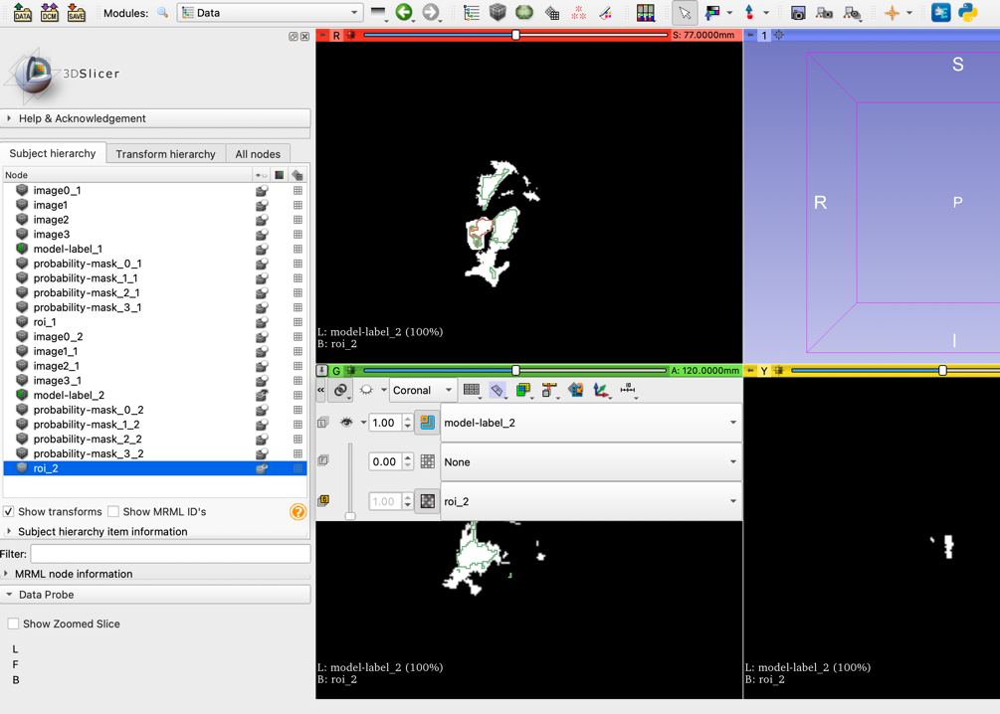 DATA
DCM
SAVE
Modules:
Data
3DSlicer
Help & Acknowledgement
Subject hierarchy
Transform hierarchy
All nodes
Node
image0_1
image1
image2
image3
model-label_1
probability-mask_0_1
probability-mask_1_1
probability-mask_2_1
probability-mask_3_1
roi_1
image0_2
image1_1
image2_1
image3_1
model-label_2
probability-mask_0_2
probability-mask_1_2
probability-mask_2_2
probability-mask_3_2
roi_2
Show transforms
Show MRML ID's
Subject hierarchy item information
Filter:
MRML node information
Data Probe
Show Zoomed Slice
L
F
B
R
S: 77.0000mm
L: model-label_2 (100%)
B: roi_2
1
S
R
P
I
G
A: 120.0000mm
Coronal
1.00
model-label_2
0.00
None
1.00
roi_2
L: model-label_2 (100%)
B: roi_2
Y
L: model-label_2 (100%)
B: roi_2